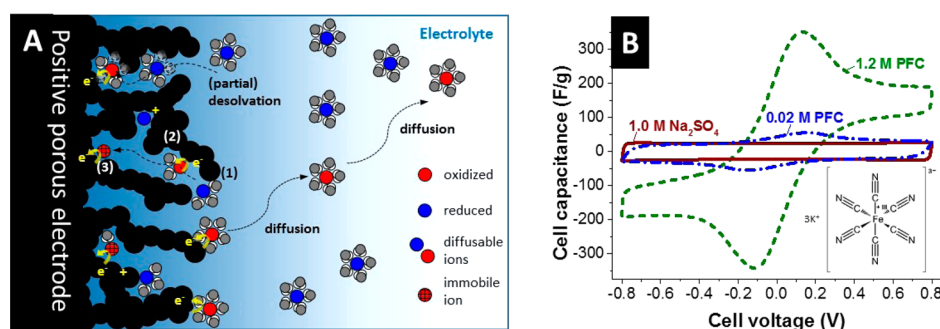 A
Positive porous electrode
Electrolyte
(partial)
desolvation
diffusion
diffusion
e-
+
(2)
(1)
e-
e-
(3)
e-
e-
+
e-
oxidized
reduced
diffusable
ions
immobile
ion
B
Cell capacitance (F/g)
300
200
100
0
-100
-200
-300
1.2 M PFC
1.0 M Na₂SO₄
0.02 M PFC
3K⁺
N
C
N
C
N
C
+III
Fe
C
N
C
N
C
N
3-
-0.8 -0.6 -0.4 -0.2 0.0 0.2 0.4 0.6 0.8
Cell voltage (V)